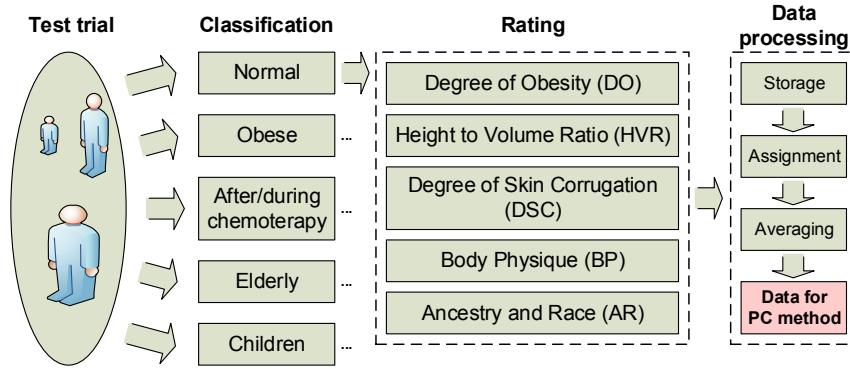 Test trial
Classification
Rating
Data
processing
Normal
Obese
...
After/during
chemoterapy
...
Elderly
...
Children
...
Degree of Obesity (DO)
Height to Volume Ratio (HVR)
Degree of Skin Corrugation
(DSC)
Body Physique (BP)
Ancestry and Race (AR)
Storage
Assignment
Averaging
Data for
PC method